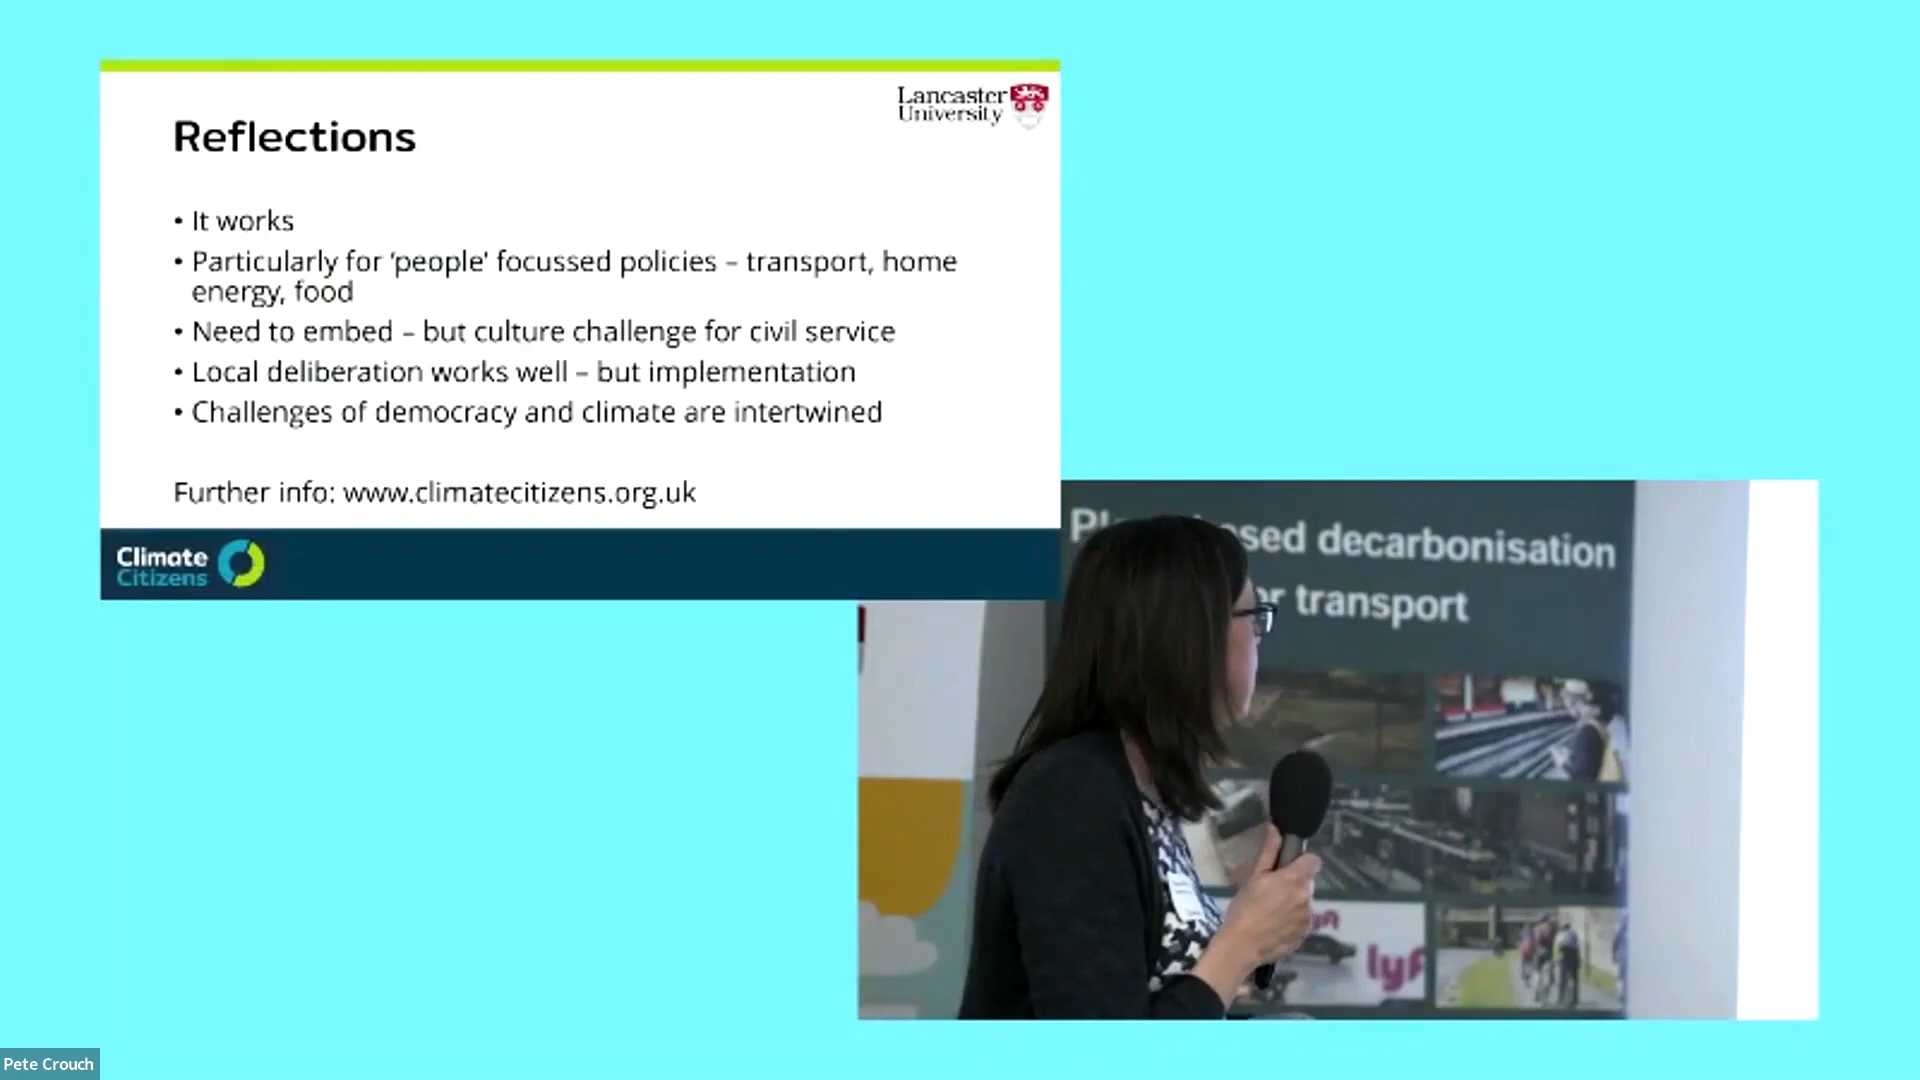 Lancaster
University
Reflections
• It works
• Particularly for ‘people’ focussed policies – transport, home
energy, food
• Need to embed – but culture challenge for civil service
• Local deliberation works well – but implementation
• Challenges of democracy and climate are intertwined
Further info: www.climatecitizens.org.uk
Climate
Citizens
decarbonisation
transport
lyft
Pete Crouch